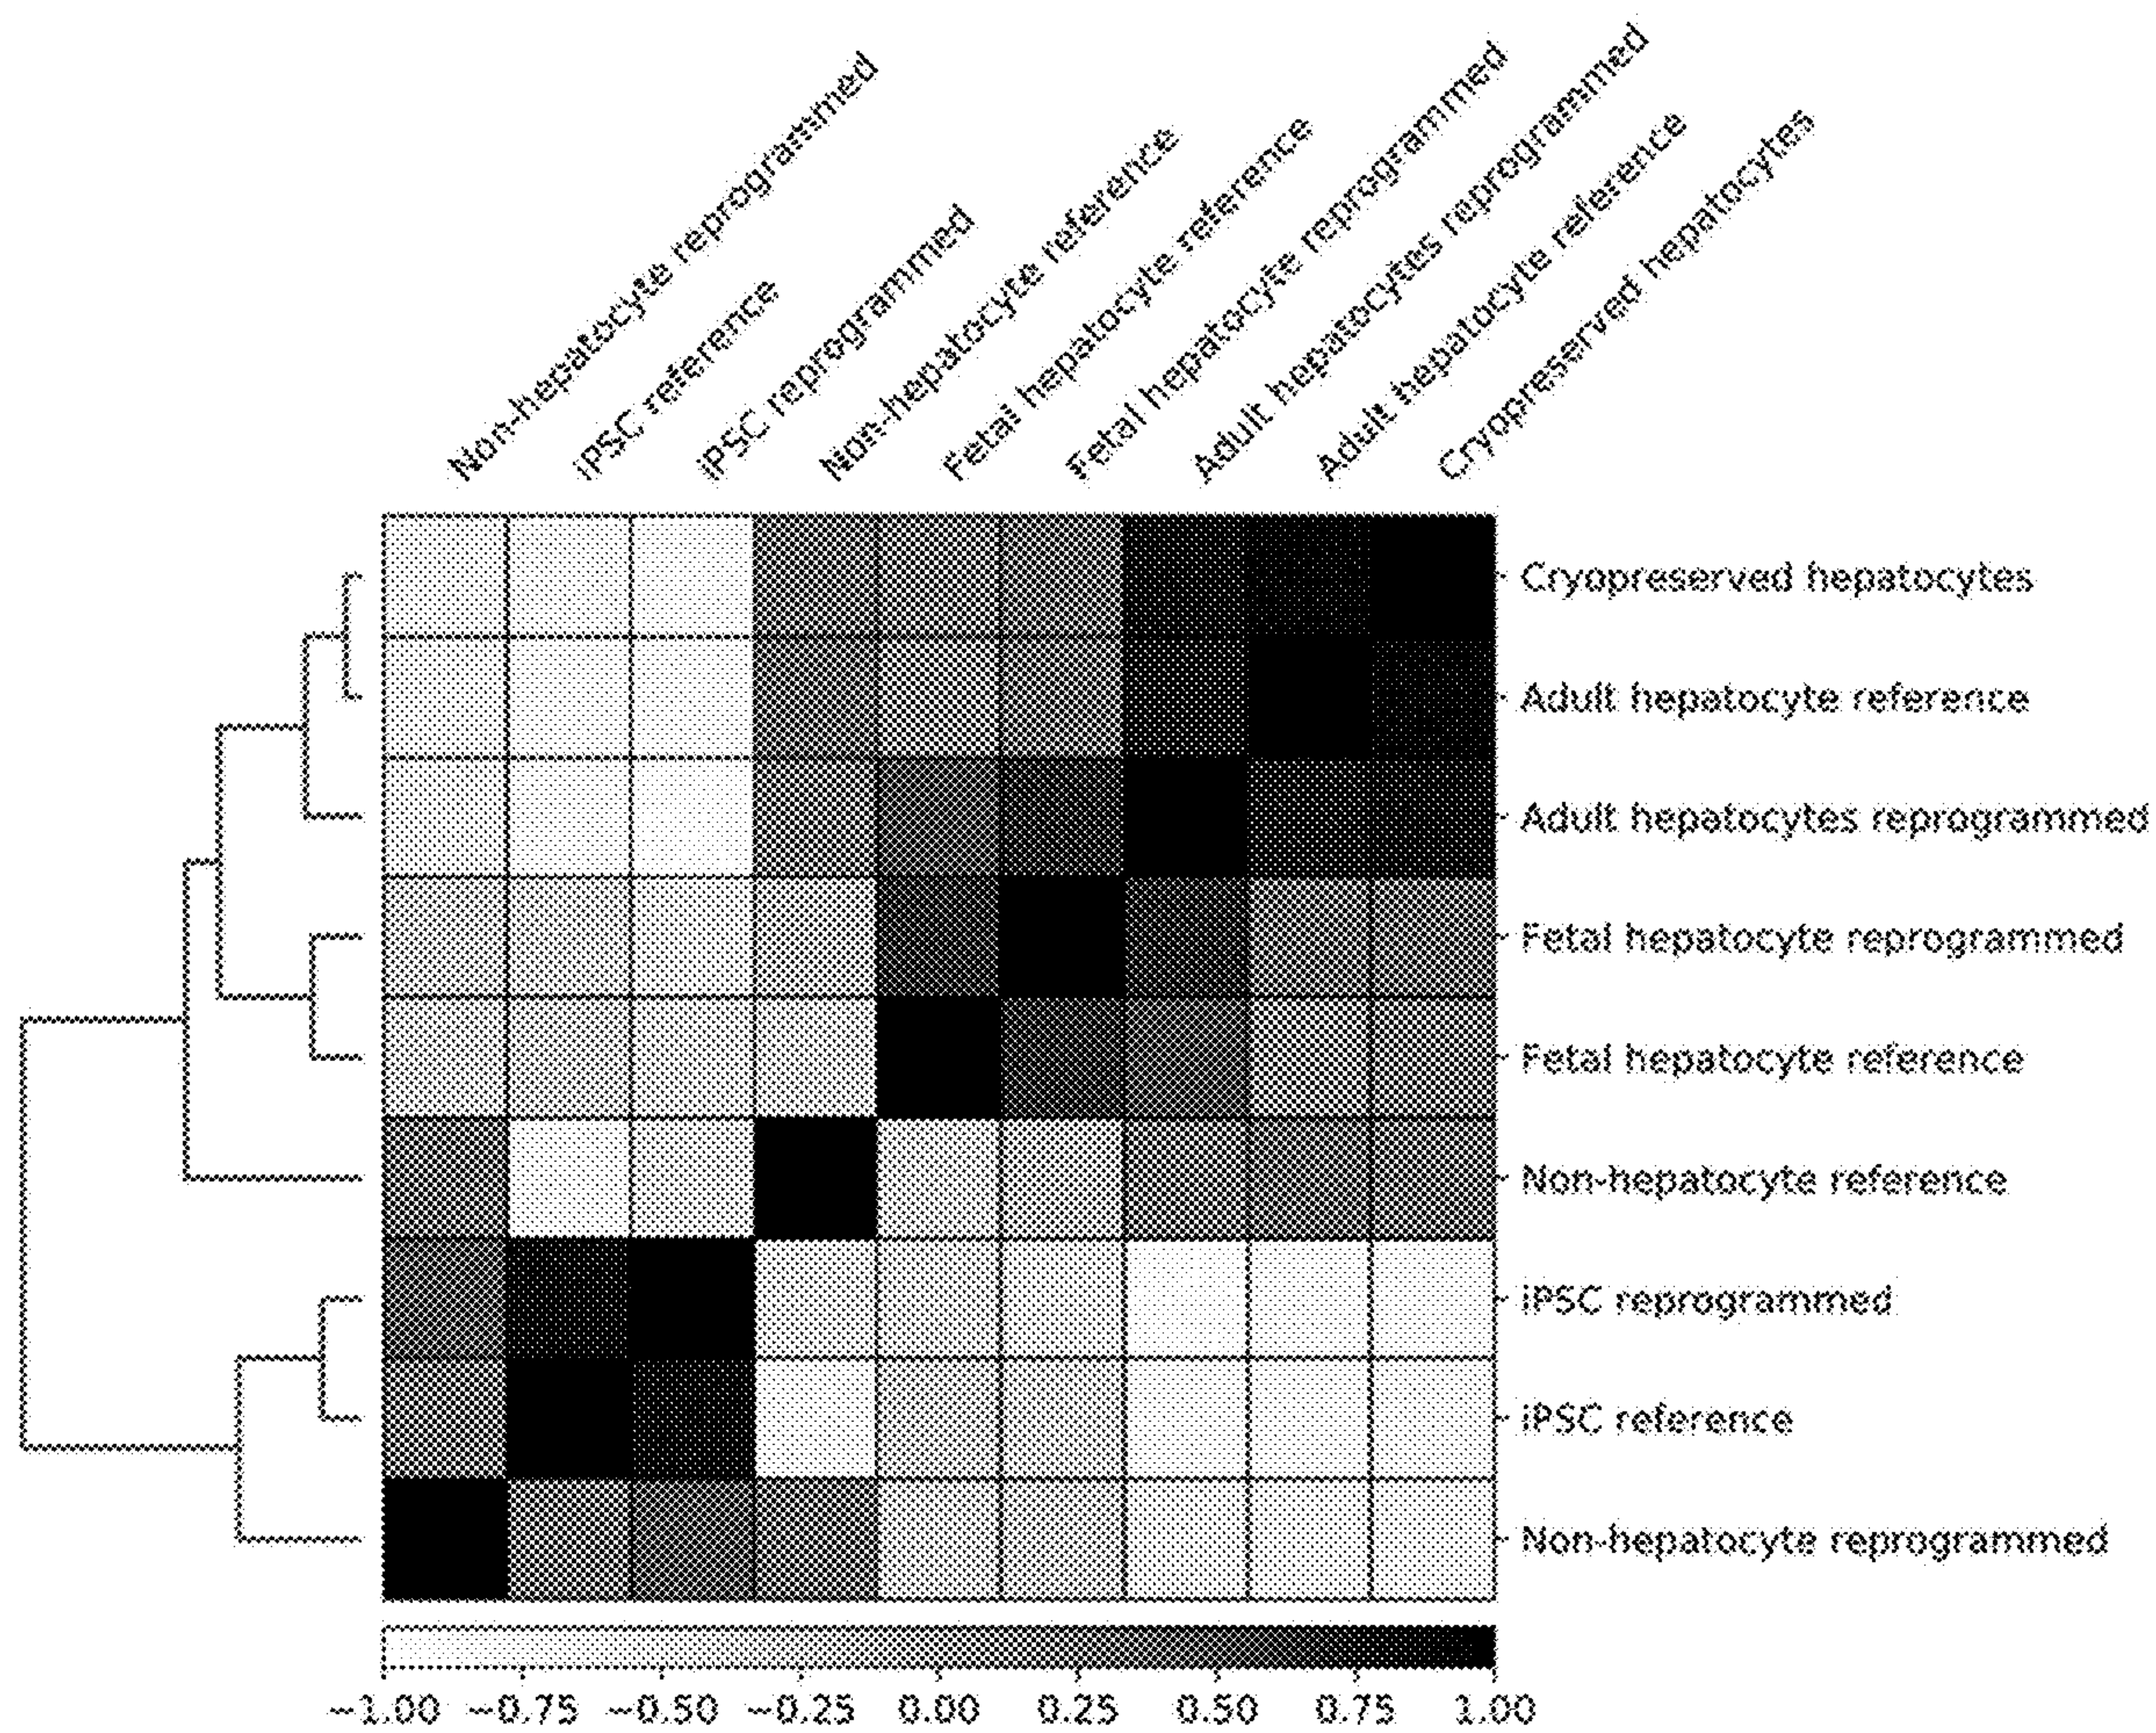 Non-hepatocyte reprogrammed
iPSC reference
iPSC reprogrammed
Non-hepatocyte reference
Fetal hepatocyte reference
Fetal hepatocyte reprogrammed
Adult hepatocytes reprogrammed
Adult hepatocyte reference
Cryopreserved hepatocytes
Cryopreserved hepatocytes
Adult hepatocyte reference
Adult hepatocytes reprogrammed
Fetal hepatocyte reprogrammed
Fetal hepatocyte reference
Non-hepatocyte reference
iPSC reprogrammed
iPSC reference
Non-hepatocyte reprogrammed
−1.00 −0.75 −0.50 −0.25 0.00 0.25 0.50 0.75 1.00